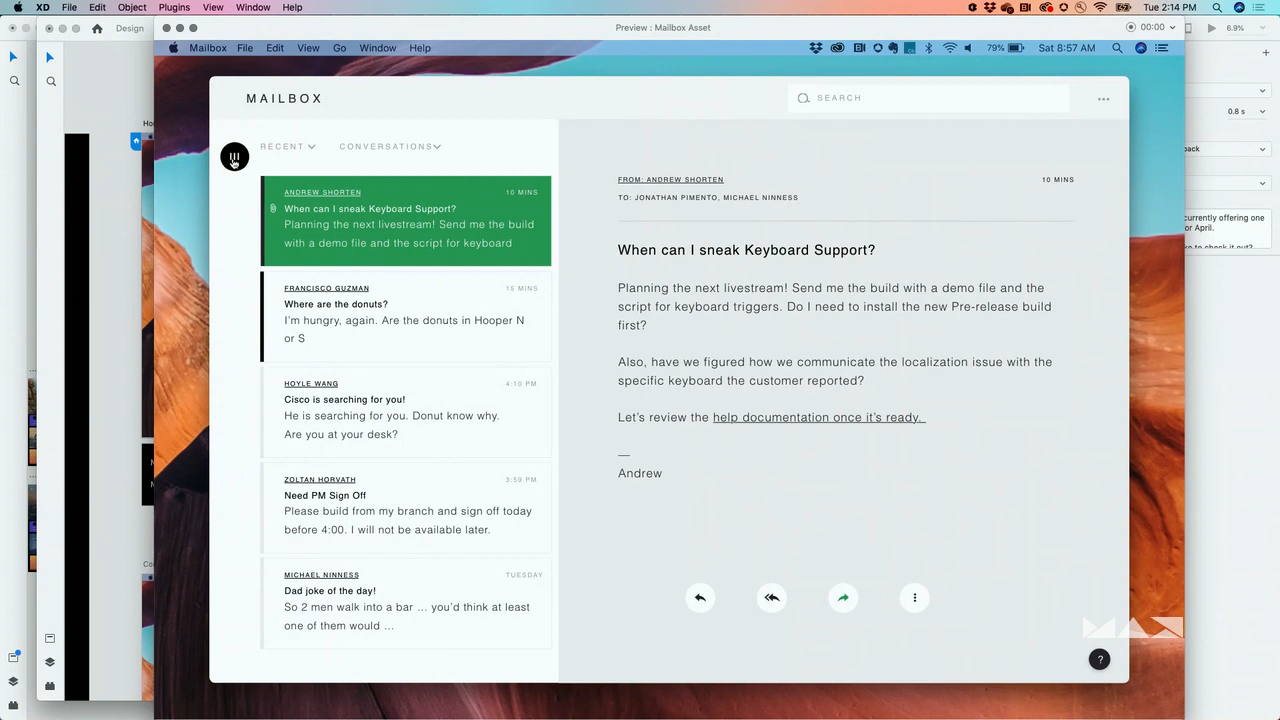 XD File Edit Object Plugins View Window Help
Tue 2:14 PM
Design
Preview : Mailbox Asset
00:00
6.9%
Mailbox File Edit View Go Window Help
79% Sat 8:57 AM
MAILBOX
SEARCH
0.8 s
RECENT CONVERSATIONS
ANDREW SHORTEN 10 MINS
When can I sneak Keyboard Support?
Planning the next livestream! Send me the build
with a demo file and the script for keyboard
FRANCISCO GUZMAN 15 MINS
Where are the donuts?
I'm hungry, again. Are the donuts in Hooper N
or S
HOYLE WANG 4:10 PM
Cisco is searching for you!
He is searching for you. Donut know why.
Are you at your desk?
ZOLTAN HORVATH 3:59 PM
Need PM Sign Off
Please build from my branch and sign off today
before 4:00. I will not be available later.
MICHAEL NINNESS TUESDAY
Dad joke of the day!
So 2 men walk into a bar … you'd think at least
one of them would …
FROM: ANDREW SHORTEN 10 MINS
TO: JONATHAN PIMENTO, MICHAEL NINNESS
When can I sneak Keyboard Support?
Planning the next livestream! Send me the build with a demo file and the
script for keyboard triggers. Do I need to install the new Pre-release build
first?
Also, have we figured how we communicate the localization issue with the
specific keyboard the customer reported?
Let's review the help documentation once it's ready.
—
Andrew
currently offering one
or April.
MAX
?